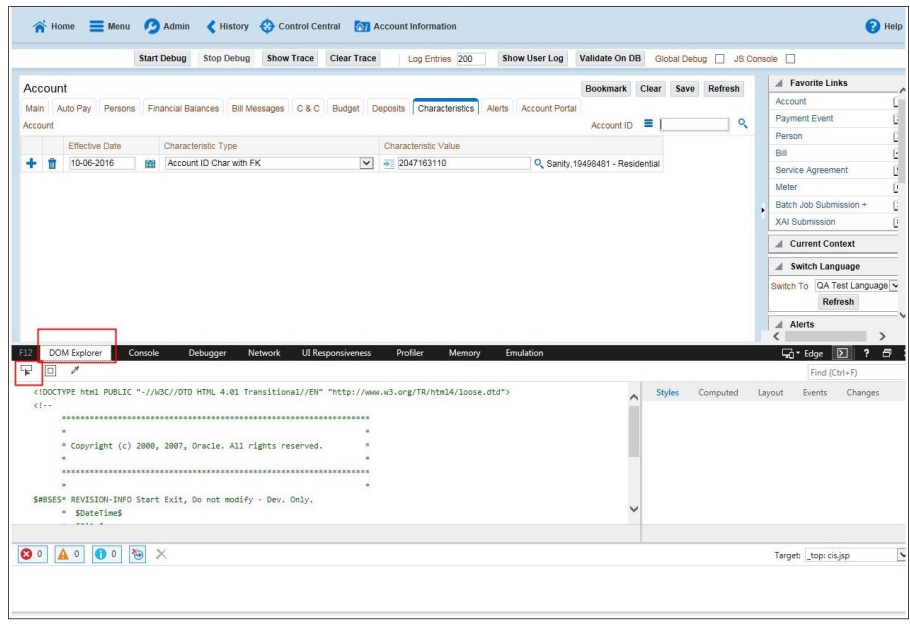 Home Menu Admin History Control Central Account Information Help
Start Debug Stop Debug Show Trace Clear Trace Log Entries 200 Show User Log Validate On DB Global Debug JS Console
Account Bookmark Clear Save Refresh
Main Auto Pay Persons Financial Balances Bill Messages C & C Budget Deposits Characteristics Alerts Account Portal
Account Account ID
Effective Date Characteristic Type Characteristic Value
10-06-2016 Account ID Char with FK 2047163110 Sanity,19498481 - Residential
Favorite Links
Account
Payment Event
Person
Bill
Service Agreement
Meter
Batch Job Submission +
XAI Submission
Current Context
Switch Language
Switch To QA Test Language
Refresh
Alerts
F12 DOM Explorer Console Debugger Network UI Responsiveness Profiler Memory Emulation Edge ?
Find (Ctrl+F)
<!DOCTYPE html PUBLIC "-//W3C//DTD HTML 4.01 Transitional//EN" "http://www.w3.org/TR/html4/loose.dtd">
<!--
*******************************************************************
* *
* Copyright (c) 2000, 2007, Oracle. All rights reserved. *
* *
*******************************************************************
* *
$#BSES* REVISION-INFO Start Exit, Do not modify - Dev. Only.
* $DateTime$
Styles Computed Layout Events Changes
0 0 0
Target: _top: cis.jsp